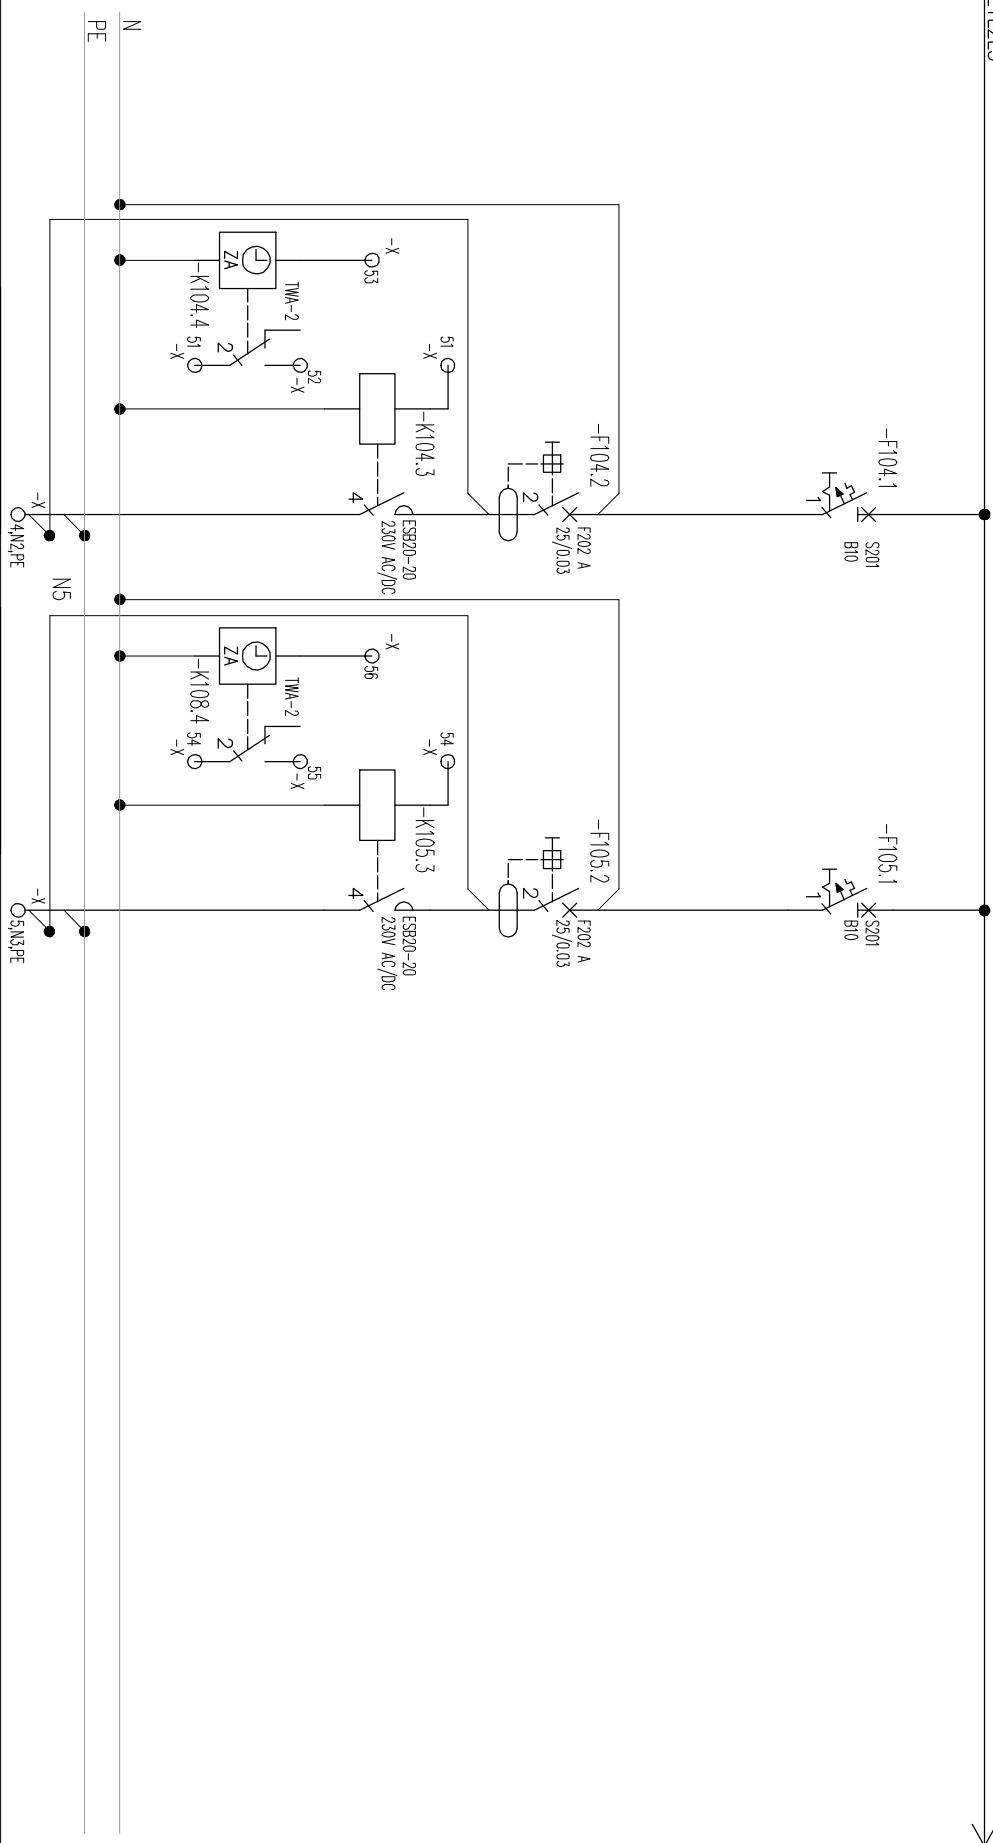 N
PE
-F104.1
S201
B10
1
-F104.2
F202 A
25/0.03
2
51
-X
-K104.3
ESB20-20
230V AC/DC
4
-X
53
TWA-2
ZA
-K104.4
2
52
-X
51
-X
-X
4,N2,PE
N5
-F105.1
S201
B10
1
-F105.2
F202 A
25/0.03
2
54
-X
-K105.3
ESB20-20
230V AC/DC
4
-X
56
TWA-2
ZA
-K108.4
2
55
-X
54
-X
-X
5,N3,PE